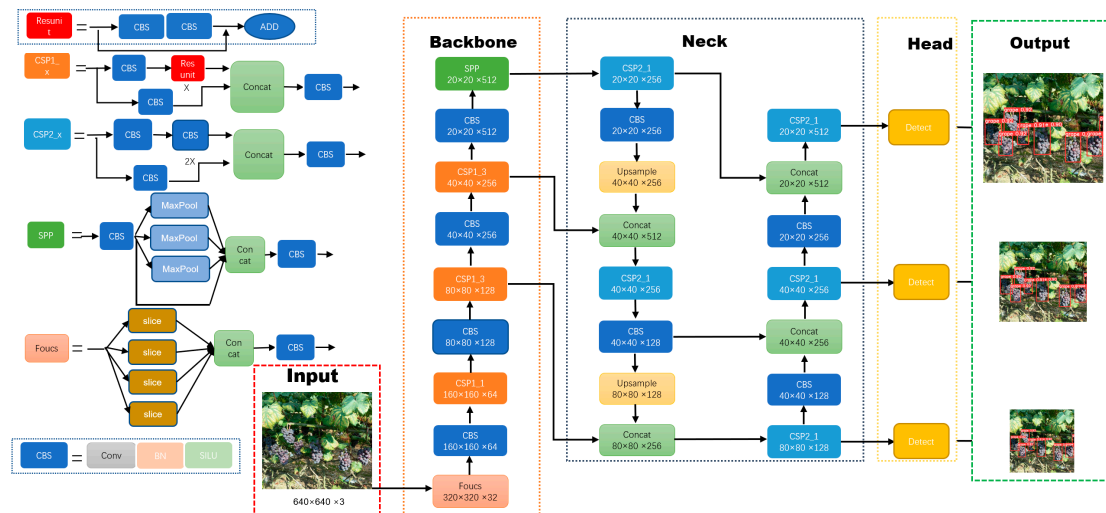 Resuni
t
CBS
CBS
ADD
CSP1_
x
CBS
Res
unit
X
CBS
Concat
CBS
CSP2_x
CBS
CBS
2X
CBS
Concat
CBS
SPP
CBS
MaxPool
MaxPool
MaxPool
Con
cat
CBS
Foucs
slice
slice
slice
slice
Con
cat
CBS
CBS
Conv
BN
SILU
Input
640×640 ×3
Backbone
SPP
20×20 ×512
CBS
20×20 ×512
CSP1_3
40×40 ×256
CBS
40×40 ×256
CSP1_3
80×80 ×128
CBS
80×80 ×128
CSP1_1
160×160 ×64
CBS
160×160 ×64
Foucs
320×320 ×32
Neck
CSP2_1
20×20 ×256
CBS
20×20 ×256
Upsample
40×40 ×256
Concat
40×40 ×512
CSP2_1
40×40 ×256
CBS
40×40 ×128
Upsample
80×80 ×128
Concat
80×80 ×256
CSP2_1
20×20 ×512
Concat
20×20 ×512
CBS
20×20 ×256
CSP2_1
40×40 ×256
Concat
40×40 ×256
CBS
40×40 ×128
CSP2_1
80×80 ×128
Head
Detect
Detect
Detect
Output
grape 0.92